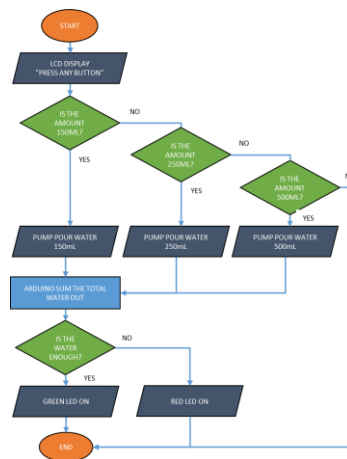 START
LCD DISPLAY
"PRESS ANY BUTTON"
IS THE
AMOUNT
150ML?
NO
YES
IS THE
AMOUNT
250ML?
NO
YES
IS THE
AMOUNT
500ML?
YES
PUMP POUR WATER
150mL
PUMP POUR WATER
250mL
PUMP POUR WATER
500mL
ARDUINO SUM THE TOTAL
WATER OUT
IS THE
WATER
ENOUGH?
NO
YES
GREEN LED ON
RED LED ON
END